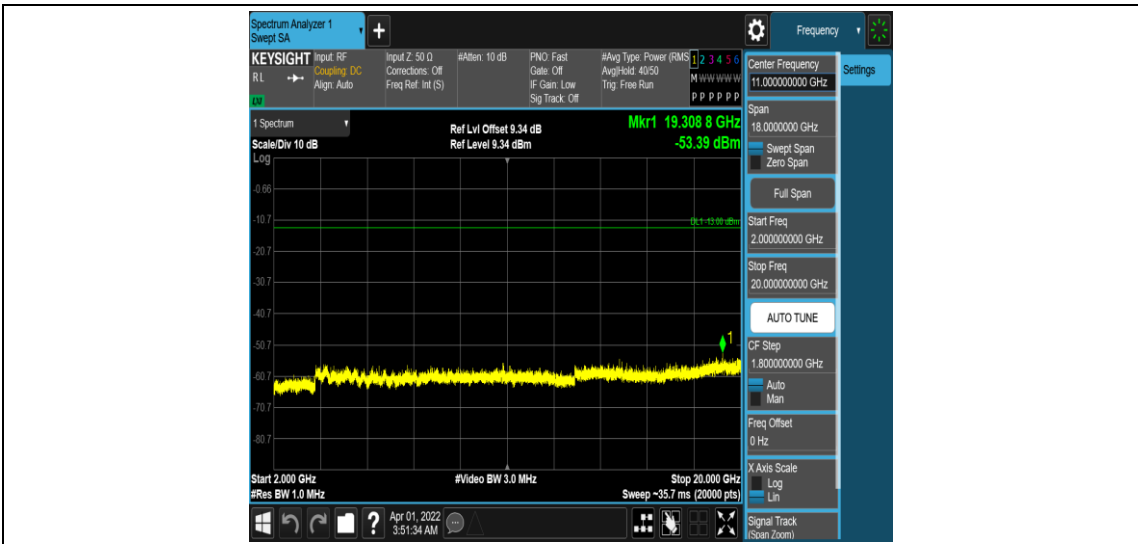 Spectrum Analyzer 1
Swept SA
+
Frequency
KEYSIGHT
RL
LXI
Input: RF
Coupling: DC
Align: Auto
Input Z: 50 Ω
Corrections: Off
Freq Ref: Int (S)
#Atten: 10 dB
PNO: Fast
Gate: Off
IF Gain: Low
Sig Track: Off
#Avg Type: Power (RMS
Avg|Hold: 40/50
Trig: Free Run
1 2 3 4 5 6
M W W W W W
P P P P P P
Center Frequency
11.000000000 GHz
Settings
Span
18.0000000 GHz
Swept Span
Zero Span
Full Span
Start Freq
2.000000000 GHz
Stop Freq
20.000000000 GHz
AUTO TUNE
CF Step
1.800000000 GHz
Auto
Man
Freq Offset
0 Hz
X Axis Scale
Log
Lin
Signal Track
(Span Zoom)
1 Spectrum
Scale/Div 10 dB
Ref Lvl Offset 9.34 dB
Ref Level 9.34 dBm
Mkr1 19.308 8 GHz
-53.39 dBm
Log
-0.66
-10.7
DL1 -13.00 dBm
-20.7
-30.7
-40.7
-50.7
1
-60.7
-70.7
-80.7
Start 2.000 GHz
#Video BW 3.0 MHz
Stop 20.000 GHz
#Res BW 1.0 MHz
Sweep ~35.7 ms (20000 pts)
?
Apr 01, 2022
3:51:34 AM